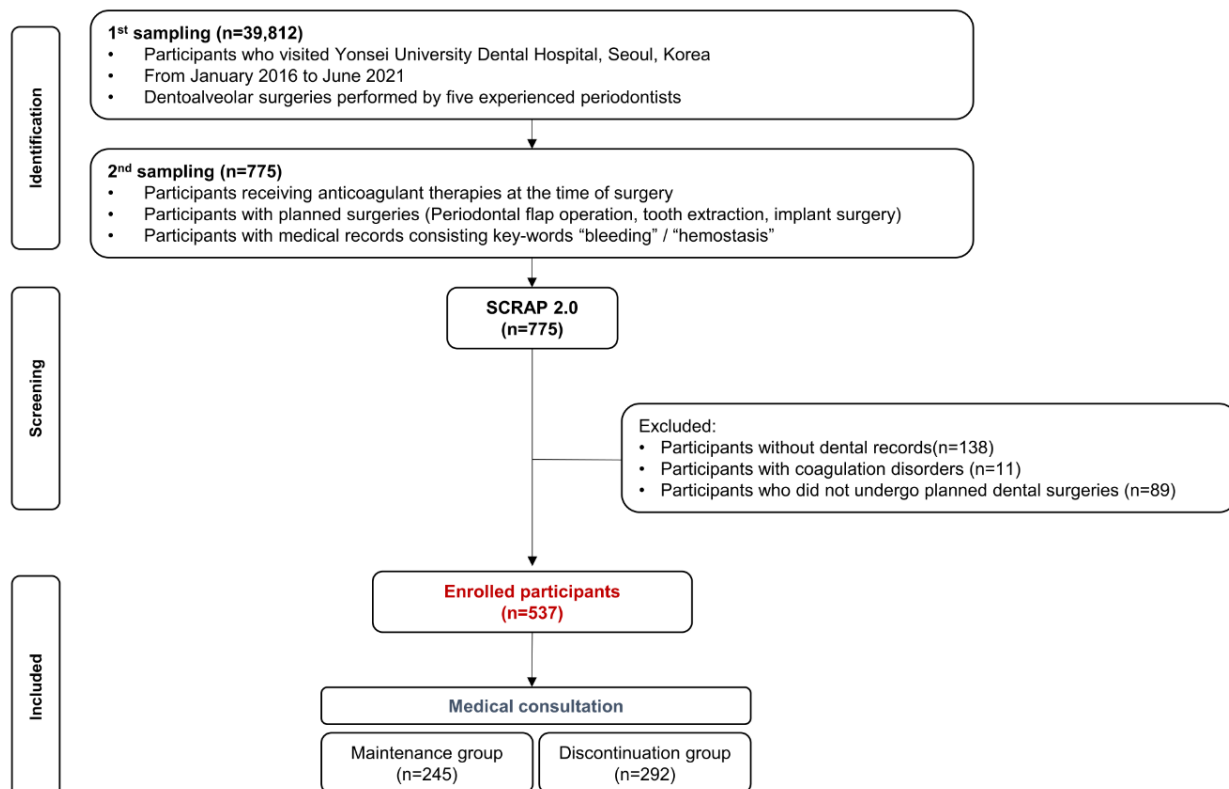 Identification
1st sampling (n=39,812)
• Participants who visited Yonsei University Dental Hospital, Seoul, Korea
• From January 2016 to June 2021
• Dentoalveolar surgeries performed by five experienced periodontists
2nd sampling (n=775)
• Participants receiving anticoagulant therapies at the time of surgery
• Participants with planned surgeries (Periodontal flap operation, tooth extraction, implant surgery)
• Participants with medical records consisting key-words “bleeding” / “hemostasis”
Screening
SCRAP 2.0
(n=775)
Excluded:
• Participants without dental records(n=138)
• Participants with coagulation disorders (n=11)
• Participants who did not undergo planned dental surgeries (n=89)
Included
Enrolled participants
(n=537)
Medical consultation
Maintenance group
(n=245)
Discontinuation group
(n=292)